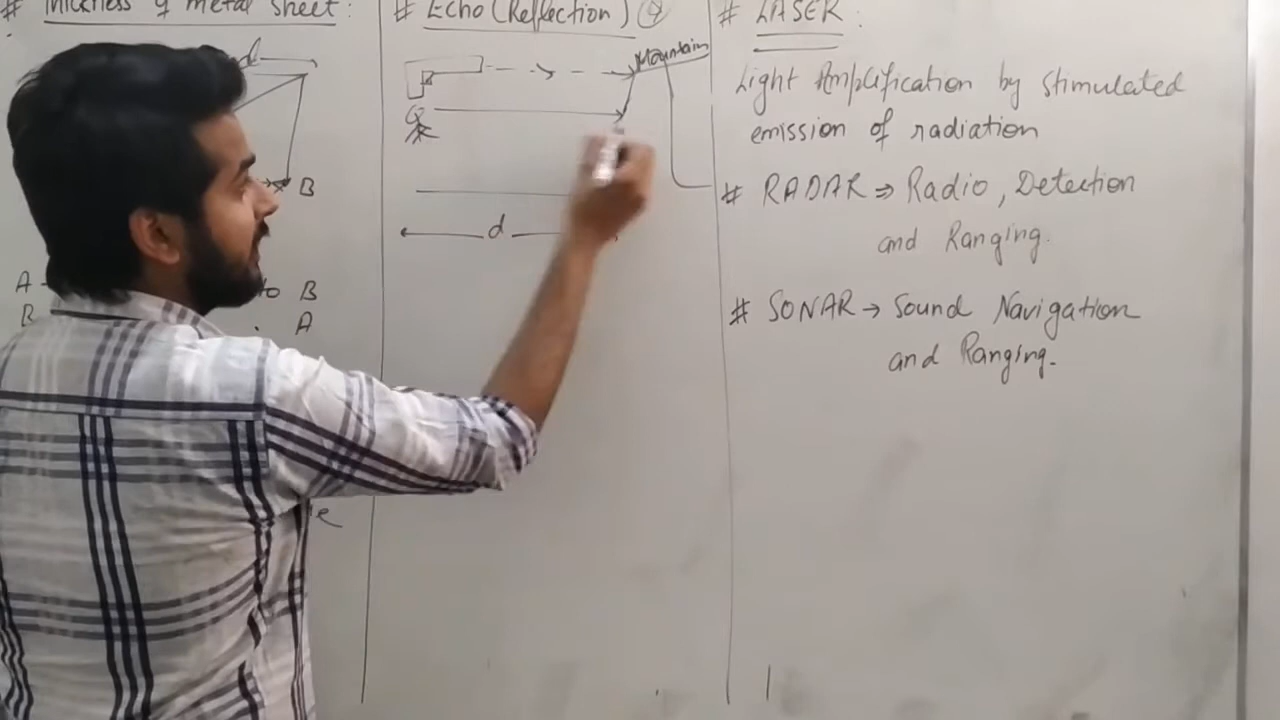 # Thickness of metal sheet:
d
B
A
to B
B
A
# Echo (Reflection)
Mountain
d
# LASER:
Light Amplification by stimulated
emission of radiation
# RADAR ⇒ Radio, Detection
and Ranging.
# SONAR → Sound Navigation
and Ranging.